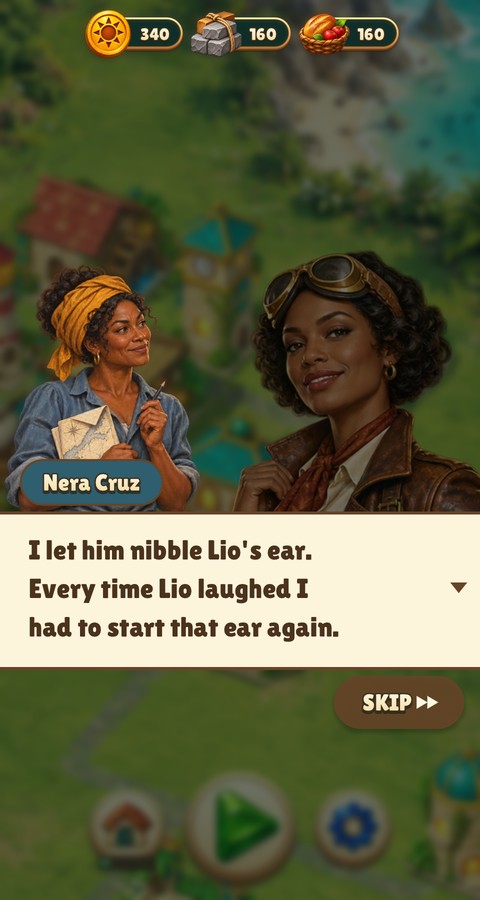 340
160
160
Nera Cruz
I let him nibble Lio's ear.
Every time Lio laughed I
had to start that ear again.
SKIP